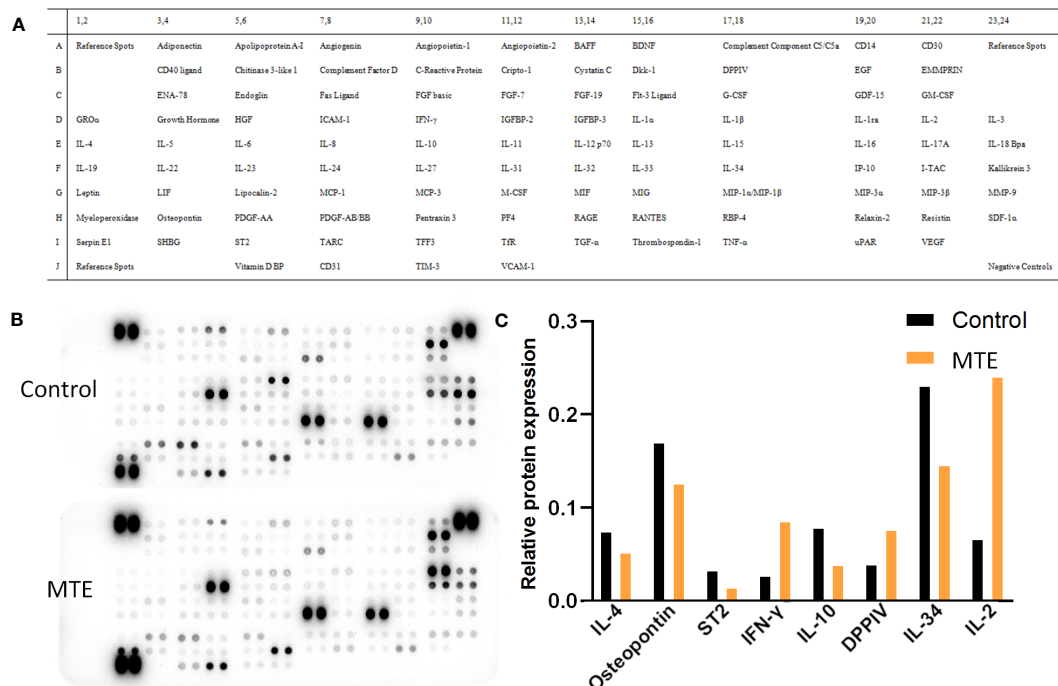 A
1,2 3,4 5,6 7,8 9,10 11,12 13,14 15,16 17,18 19,20 21,22 23,24
A Reference Spots Adiponectin Apolipoprotein A-I Angiogenin Angiopoietin-1 Angiopoietin-2 BAFF BDNF Complement Component C5/C5a CD14 CD30 Reference Spots
B CD40 ligand Chitinase 3-like 1 Complement Factor D C-Reactive Protein Cripto-1 Cystatin C Dkk-1 DPPIV EGF EMMPRIN
C ENA-78 Endoglin Fas Ligand FGF basic FGF-7 FGF-19 Flt-3 Ligand G-CSF GDF-15 GM-CSF
D GROα Growth Hormone HGF ICAM-1 IFN-γ IGFBP-2 IGFBP-3 IL-1α IL-1β IL-1ra IL-2 IL-3
E IL-4 IL-5 IL-6 IL-8 IL-10 IL-11 IL-12 p70 IL-13 IL-15 IL-16 IL-17A IL-18 Bpa
F IL-19 IL-22 IL-23 IL-24 IL-27 IL-31 IL-32 IL-33 IL-34 IP-10 I-TAC Kallikrein 3
G Leptin LIF Lipocalin-2 MCP-1 MCP-3 M-CSF MIF MIG MIP-1α/MIP-1β MIP-3α MIP-3β MMP-9
H Myeloperoxidase Osteopontin PDGF-AA PDGF-AB/BB Pentraxin 3 PF4 RAGE RANTES RBP-4 Relaxin-2 Resistin SDF-1α
I Serpin E1 SHBG ST2 TARC TFF3 TfR TGF-α Thrombospondin-1 TNF-α uPAR VEGF
J Reference Spots Vitamin D BP CD31 TIM-3 VCAM-1 Negative Controls
B
Control
MTE
C
Relative protein expression
0.3
0.2
0.1
0.0
Control
MTE
IL-4 Osteopontin ST2 IFN-γ IL-10 DPPIV IL-34 IL-2